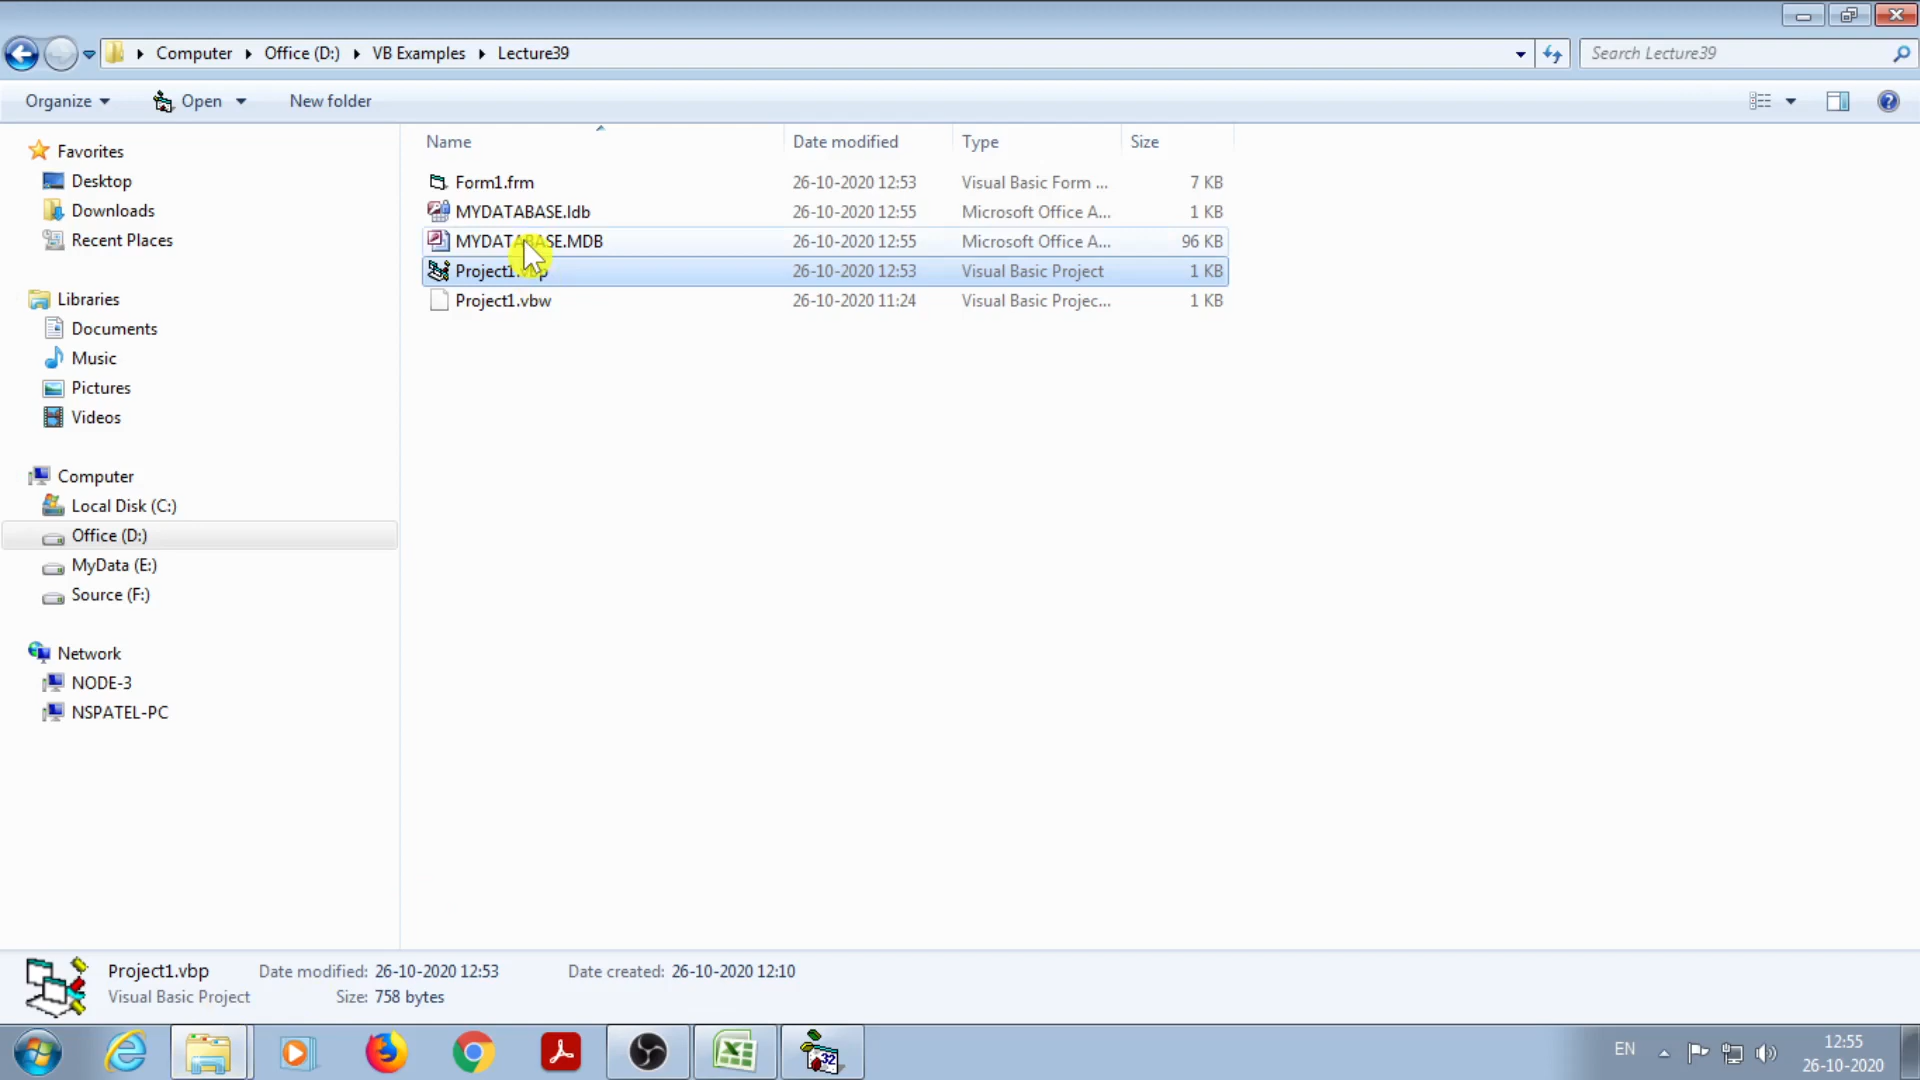 Computer Office (D:) VB Examples Lecture39
Search Lecture39
Organize Open New folder
Name Date modified Type Size
Form1.frm 26-10-2020 12:53 Visual Basic Form ... 7 KB
MYDATABASE.ldb 26-10-2020 12:55 Microsoft Office A... 1 KB
MYDATABASE.MDB 26-10-2020 12:55 Microsoft Office A... 96 KB
Project1.vbp 26-10-2020 12:53 Visual Basic Project 1 KB
Project1.vbw 26-10-2020 11:24 Visual Basic Projec... 1 KB
Favorites
Desktop
Downloads
Recent Places
Libraries
Documents
Music
Pictures
Videos
Computer
Local Disk (C:)
Office (D:)
MyData (E:)
Source (F:)
Network
NODE-3
NSPATEL-PC
Project1.vbp Date modified: 26-10-2020 12:53 Date created: 26-10-2020 12:10
Visual Basic Project Size: 758 bytes
32
EN
12:55
26-10-2020